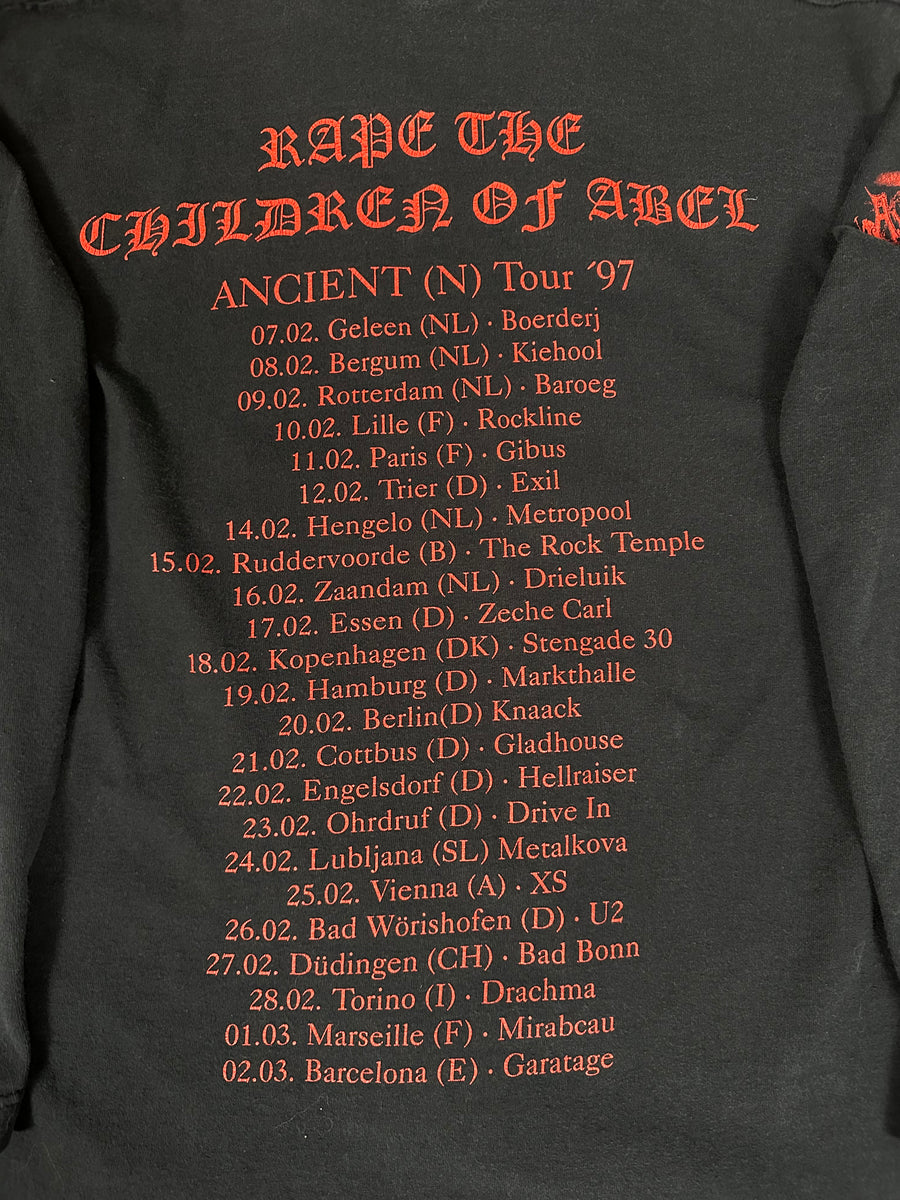 RAPE THE
CHILDREN OF ABEL
ANCIENT (N) Tour '97
07.02. Geleen (NL) · Boerderj
08.02. Bergum (NL) · Kiehool
09.02. Rotterdam (NL) · Baroeg
10.02. Lille (F) · Rockline
11.02. Paris (F) · Gibus
12.02. Trier (D) · Exil
14.02. Hengelo (NL) · Metropool
15.02. Ruddervoorde (B) · The Rock Temple
16.02. Zaandam (NL) · Drieluik
17.02. Essen (D) · Zeche Carl
18.02. Kopenhagen (DK) · Stengade 30
19.02. Hamburg (D) · Markthalle
20.02. Berlin(D) Knaack
21.02. Cottbus (D) · Gladhouse
22.02. Engelsdorf (D) · Hellraiser
23.02. Ohrdruf (D) · Drive In
24.02. Lubljana (SL) Metalkova
25.02. Vienna (A) · XS
26.02. Bad Wörishofen (D) · U2
27.02. Düdingen (CH) · Bad Bonn
28.02. Torino (I) · Drachma
01.03. Marseille (F) · Mirabeau
02.03. Barcelona (E) · Garatage